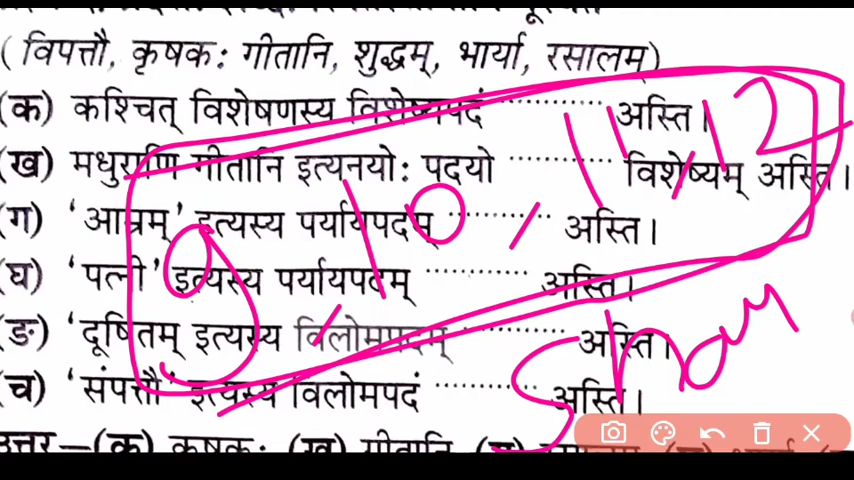 (विपत्तौ, कृषकः गीतानि, शुद्धम्, भार्या, रसालम्)
(क) कश्चित् विशेषणस्य विशेष्यपदं ............ अस्ति।
(ख) मधुराणि गीतानि इत्यनयोः पदयो ............ विशेष्यम् अस्ति।
(ग) 'आम्रम्' इत्यस्य पर्यायपदम् ............ अस्ति।
(घ) 'पत्नी' इत्यस्य पर्यायपदम् ............ अस्ति।
(ङ) 'दूषितम् इत्यस्य विलोमपदम् ............ अस्ति।
(च) 'संपत्तौ' इत्यस्य विलोमपदं ............ अस्ति।
उत्तर–(क) कृषकः (ख) गीतानि
9, 10, 11, 12